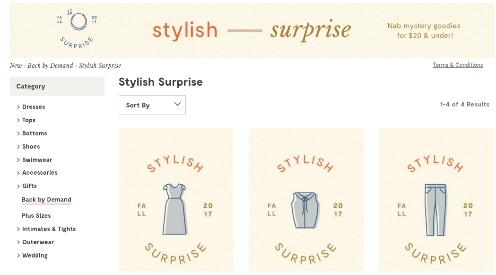 FA
LL
20
17
SURPRISE
stylish — surprise
Nab mystery goodies
for $20 & under!
New › Back by Demand › Stylish Surprise
Terms & Conditions
Category
Dresses
Tops
Bottoms
Shoes
Swimwear
Accessories
Gifts
Back by Demand
Plus Sizes
Intimates & Tights
Outerwear
Wedding
Stylish Surprise
Sort By
1-4 of 4 Results
STYLISH
FA
LL
20
17
SURPRISE
STYLISH
FA
LL
20
17
SURPRISE
STYLISH
FA
LL
20
17
SURPRISE